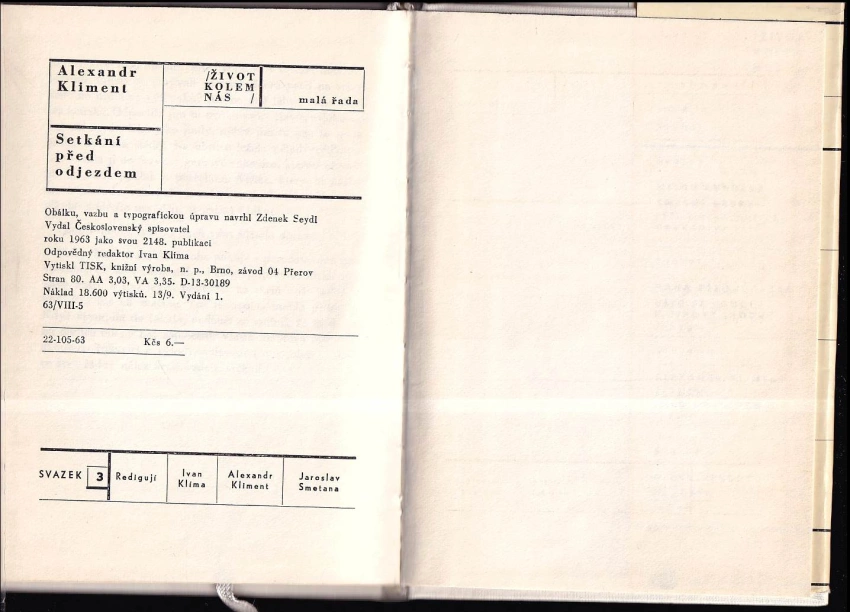 Alexandr
Kliment
/ŽIVOT
KOLEM
NÁS /
malá řada
Setkání
před
odjezdem
Obálku, vazbu a typografickou úpravu navrhl Zdenek Seydl
Vydal Československý spisovatel
roku 1963 jako svou 2148. publikaci
Odpovědný redaktor Ivan Klíma
Vytiskl TISK, knižní výroba, n. p., Brno, závod 04 Přerov
Stran 80. AA 3,03, VA 3,35. D-13-30189
Náklad 18.600 výtisků. 13/9. Vydání 1.
63/VIII-5
22-105-63 Kčs 6.—
SVAZEK 3 Redigují Ivan Klíma Alexandr Kliment Jaroslav Smetana